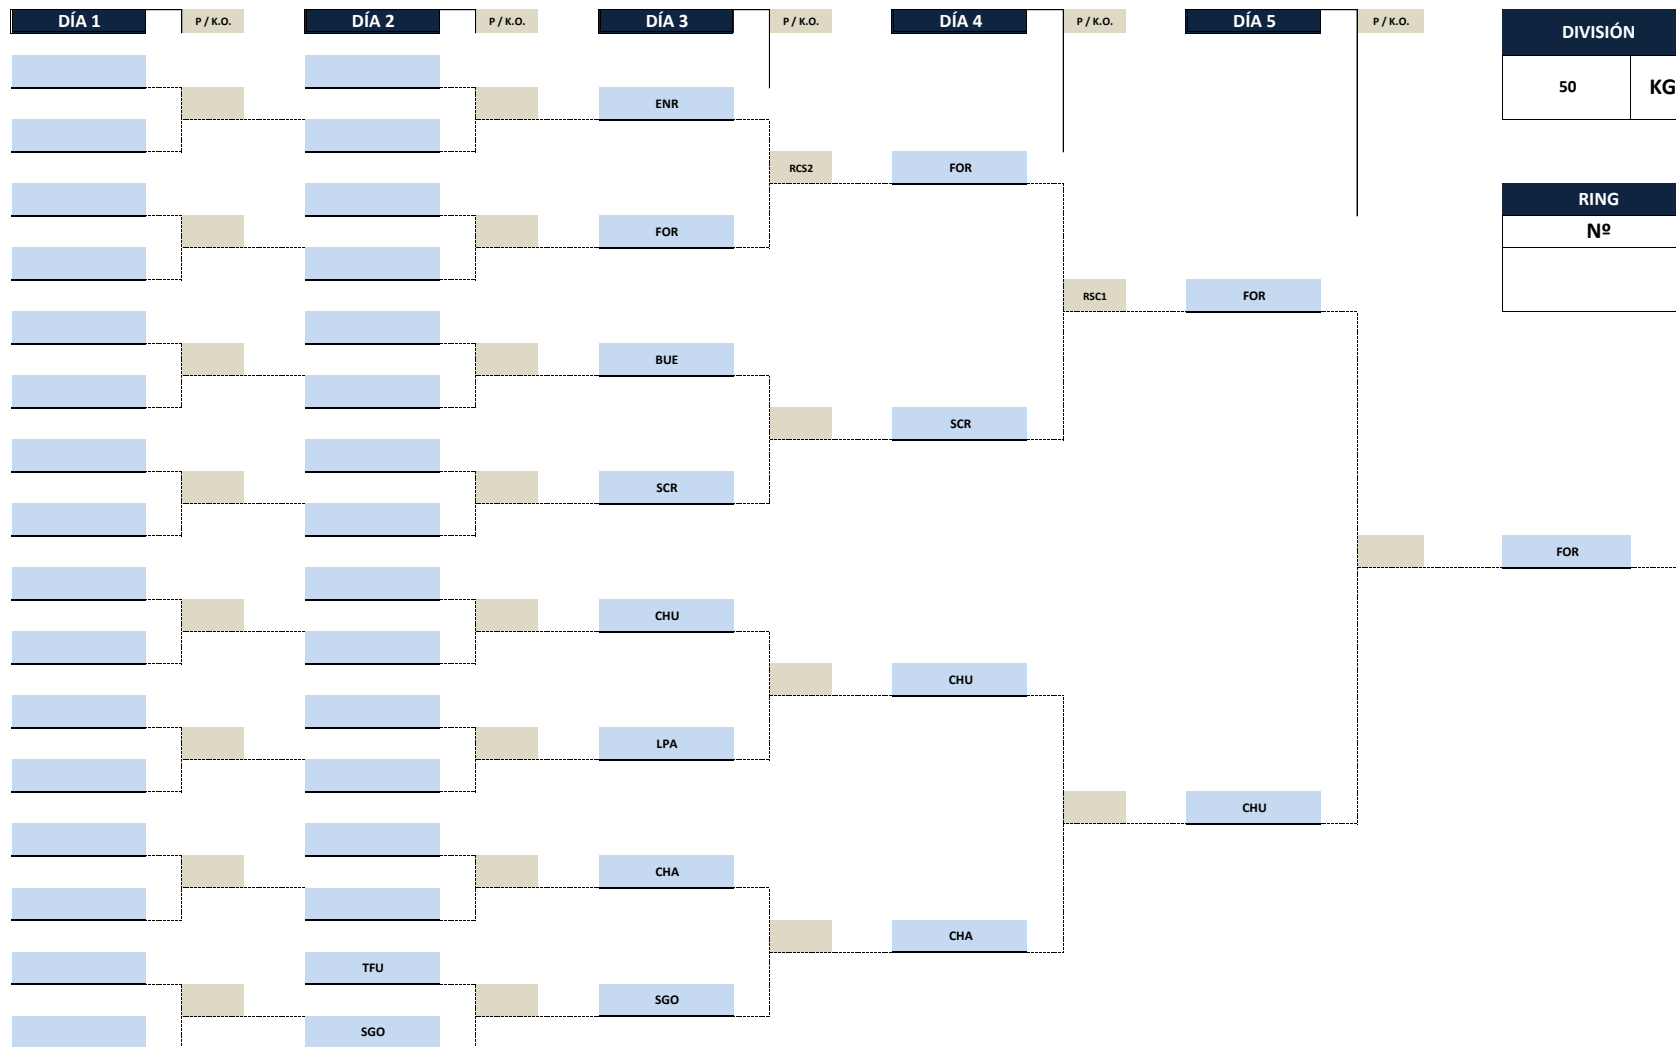 DÍA 1 P / K.O. DÍA 2 P / K.O. DÍA 3 P / K.O. DÍA 4 P / K.O. DÍA 5 P / K.O.
DIVISIÓN
50 KG
ENR
RCS2 FOR
RING
Nº
FOR
RSC1 FOR
BUE
SCR
SCR
FOR
CHU
CHU
LPA
CHU
CHA
CHA
TFU
SGO
SGO